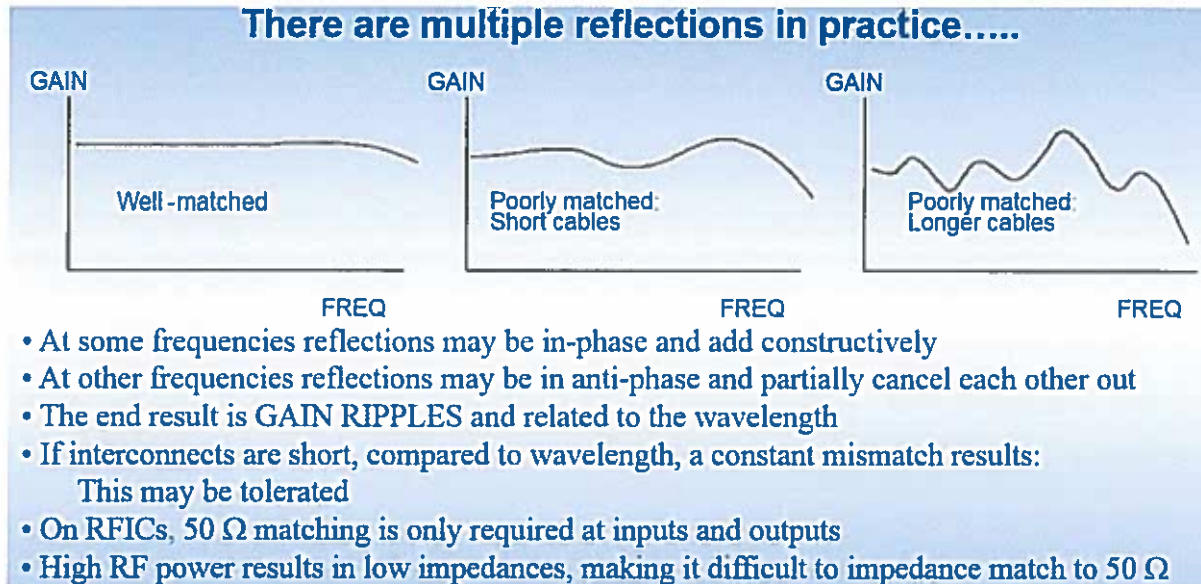 There are multiple reflections in practice.....
GAIN
GAIN
GAIN
Well-matched
Poorly matched:
Short cables
Poorly matched:
Longer cables
FREQ
FREQ
FREQ
• At some frequencies reflections may be in-phase and add constructively
• At other frequencies reflections may be in anti-phase and partially cancel each other out
• The end result is GAIN RIPPLES and related to the wavelength
• If interconnects are short, compared to wavelength, a constant mismatch results:
This may be tolerated
• On RFICs, 50 Ω matching is only required at inputs and outputs
• High RF power results in low impedances, making it difficult to impedance match to 50 Ω